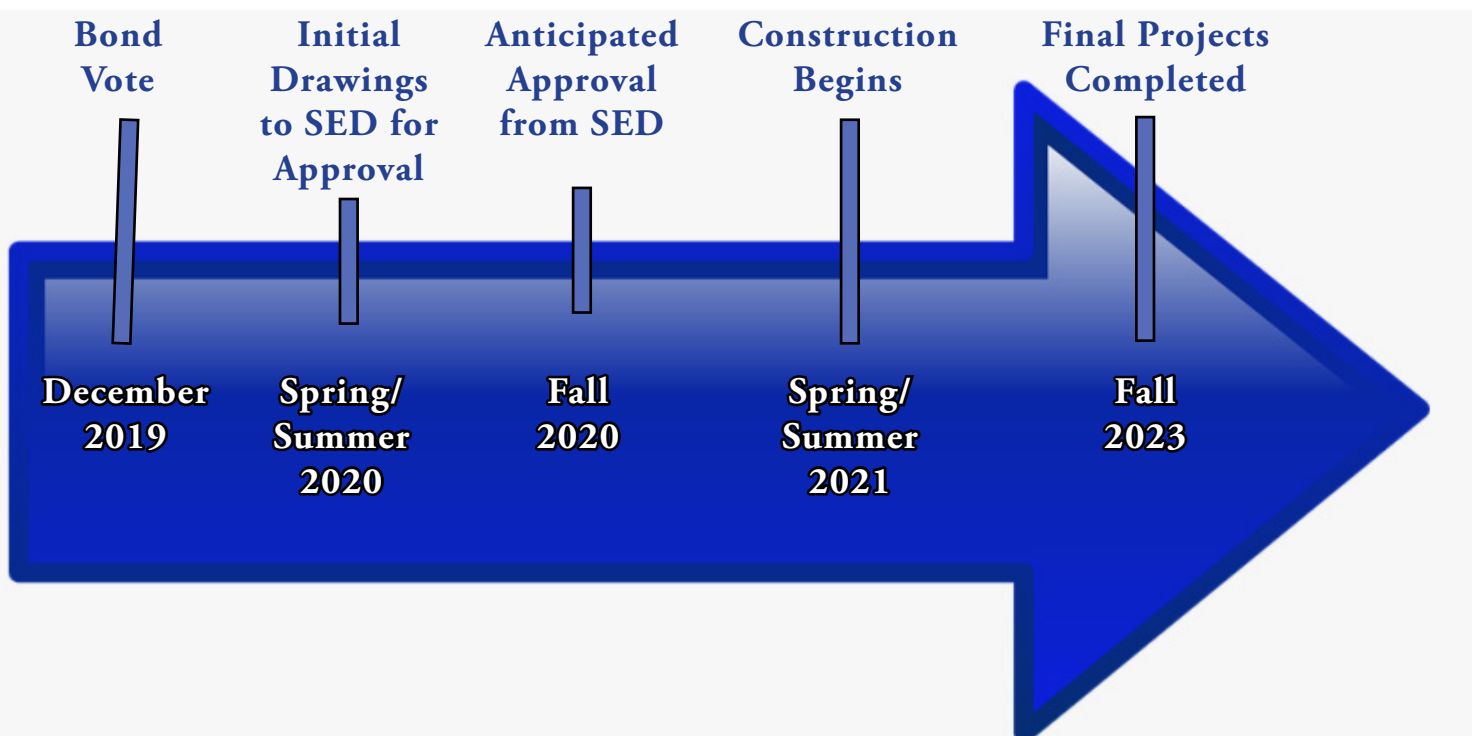 Bond
Vote
Initial
Drawings
to SED for
Approval
Anticipated
Approval
from SED
Construction
Begins
Final Projects
Completed
December
2019
Spring/
Summer
2020
Fall
2020
Spring/
Summer
2021
Fall
2023